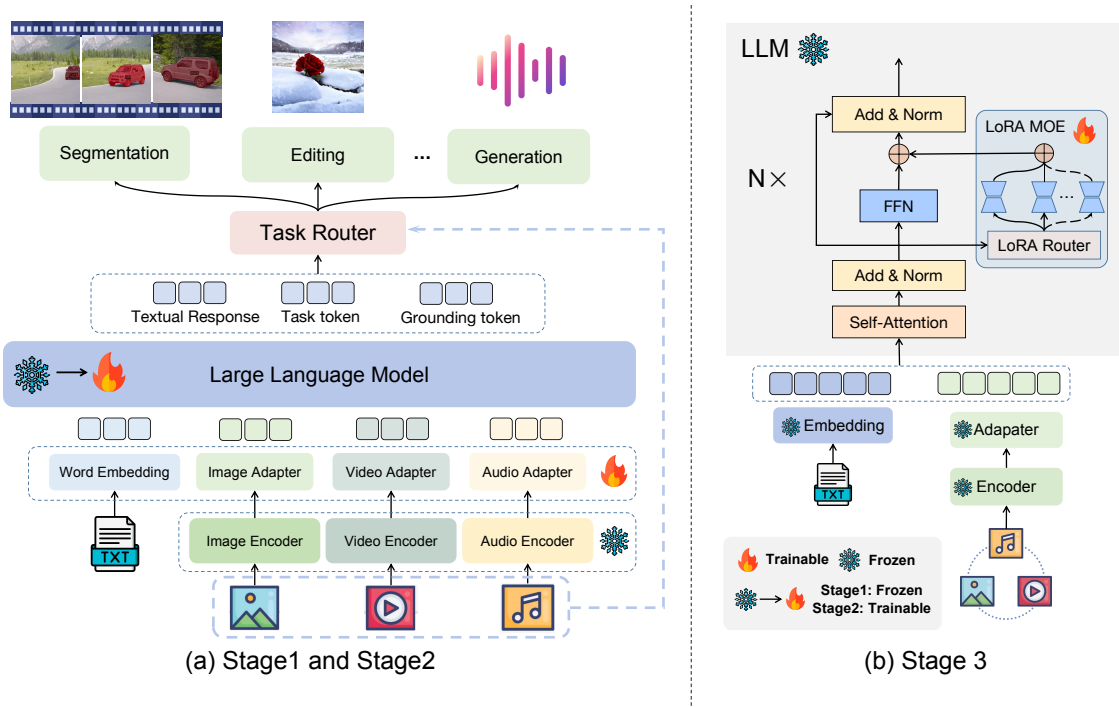 Segmentation
Editing
...
Generation
Task Router
Textual Response
Task token
Grounding token
Large Language Model
Word Embedding
Image Adapter
Video Adapter
Audio Adapter
TXT
Image Encoder
Video Encoder
Audio Encoder
(a) Stage1 and Stage2
LLM
Add & Norm
LoRA MOE
N×
FFN
...
LoRA Router
Add & Norm
Self-Attention
Embedding
Adapater
TXT
Encoder
Trainable
Frozen
Stage1: Frozen
Stage2: Trainable
(b) Stage 3